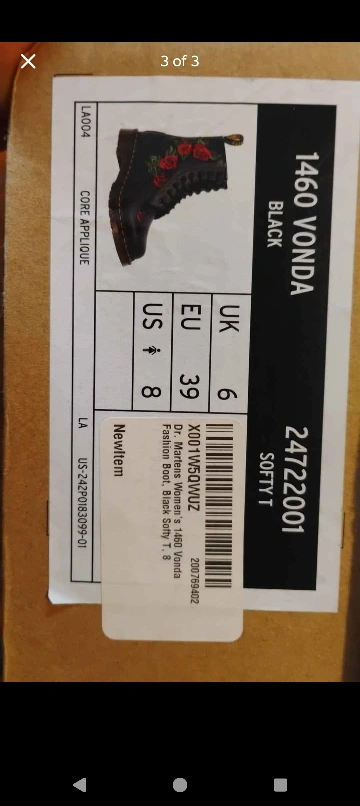 3 of 3
1460 VONDA
BLACK
24722001
SOFTY T
UK 6
EU 39
US 8
LA004
CORE APPLIQUE
LA
US-242P0183099-01
X001W5QWUZ
200769402
Dr. Martens Women's 1460 Vonda
Fashion Boot, Black Softy T, 8
NewItem